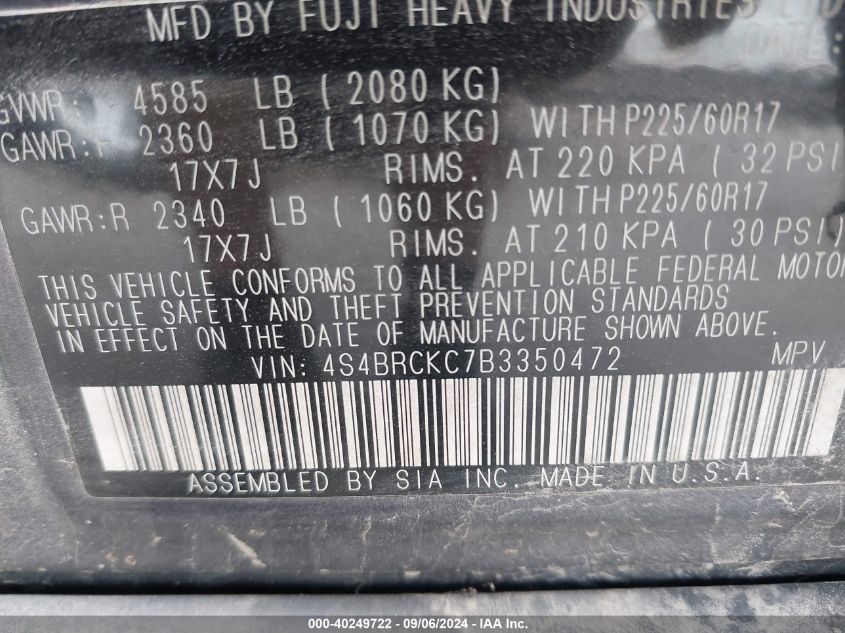 MFD BY FUJI HEAVY INDUSTRIES LTD
DATE:
GVWR: 4585 LB ( 2080 KG)
GAWR:F 2360 LB ( 1070 KG) WITH P225/60R17
17X7J RIMS. AT 220 KPA ( 32 PSI
GAWR:R 2340 LB ( 1060 KG) WITH P225/60R17
17X7J RIMS. AT 210 KPA ( 30 PSI)
THIS VEHICLE CONFORMS TO ALL APPLICABLE FEDERAL MOTOR
VEHICLE SAFETY AND THEFT PREVENTION STANDARDS
IN EFFECT ON THE DATE OF MANUFACTURE SHOWN ABOVE.
VIN: 4S4BRCKC7B3350472 MPV
ASSEMBLED BY SIA INC. MADE IN U.S.A.
000-40249722 - 09/06/2024 - IAAI.COM